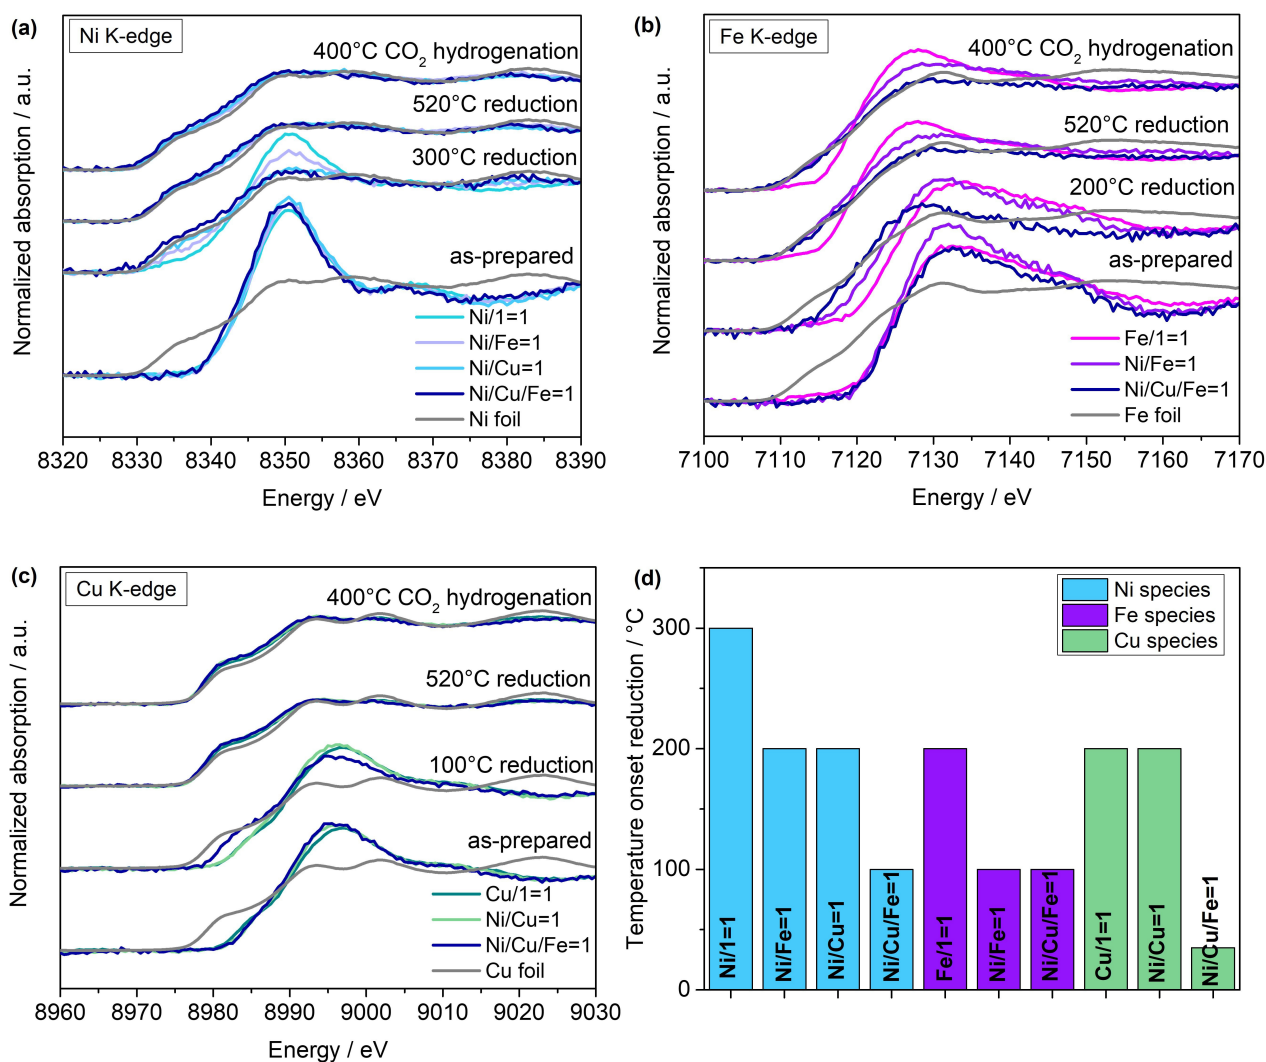 (a)
Ni K-edge
400°C CO₂ hydrogenation
520°C reduction
300°C reduction
as-prepared
Ni/1=1
Ni/Fe=1
Ni/Cu=1
Ni/Cu/Fe=1
Ni foil
Normalized absorption / a.u.
8320 8330 8340 8350 8360 8370 8380 8390
Energy / eV
(b)
Fe K-edge
400°C CO₂ hydrogenation
520°C reduction
200°C reduction
as-prepared
Fe/1=1
Ni/Fe=1
Ni/Cu/Fe=1
Fe foil
Normalized absorption / a.u.
7100 7110 7120 7130 7140 7150 7160 7170
Energy / eV
(c)
Cu K-edge
400°C CO₂ hydrogenation
520°C reduction
100°C reduction
as-prepared
Cu/1=1
Ni/Cu=1
Ni/Cu/Fe=1
Cu foil
Normalized absorption / a.u.
8960 8970 8980 8990 9000 9010 9020 9030
Energy / eV
(d)
Ni species
Fe species
Cu species
Temperature onset reduction / °C
300
200
100
0
Ni/1=1
Ni/Fe=1
Ni/Cu=1
Ni/Cu/Fe=1
Fe/1=1
Ni/Fe=1
Ni/Cu/Fe=1
Cu/1=1
Ni/Cu=1
Ni/Cu/Fe=1